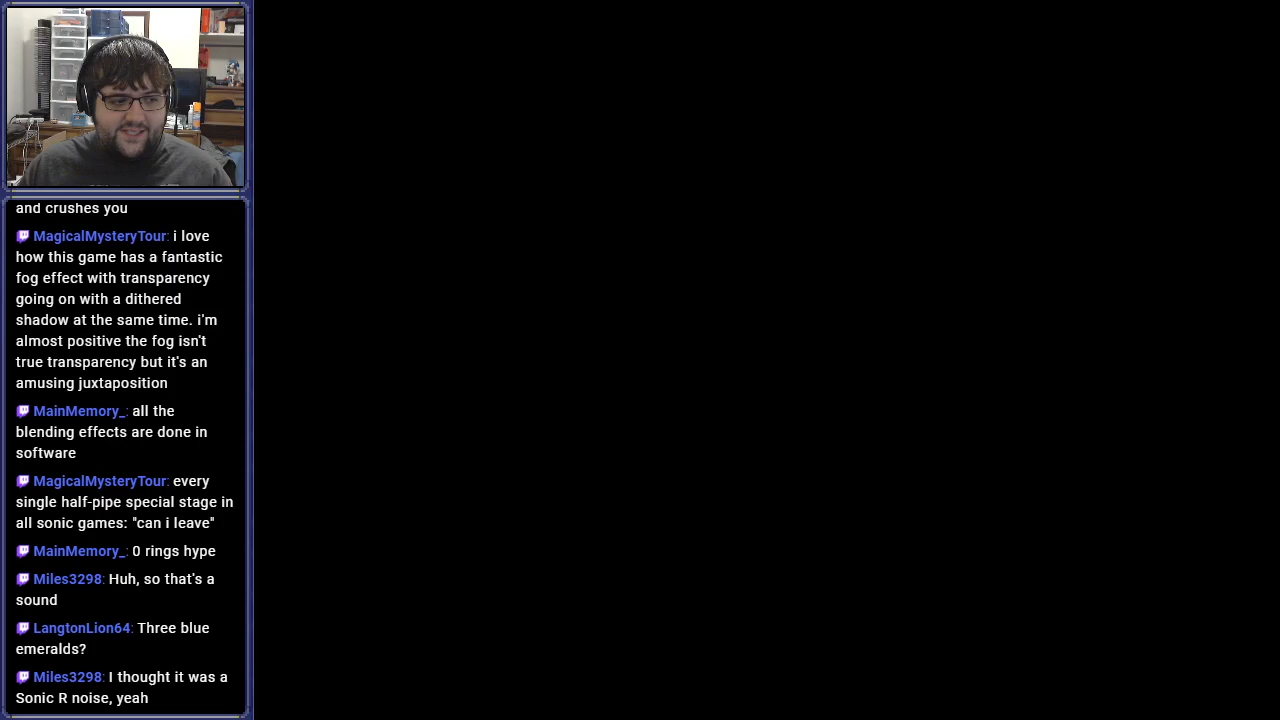 and crushes you
MagicalMysteryTour: i love
how this game has a fantastic
fog effect with transparency
going on with a dithered
shadow at the same time. i'm
almost positive the fog isn't
true transparency but it's an
amusing juxtaposition
MainMemory_: all the
blending effects are done in
software
MagicalMysteryTour: every
single half-pipe special stage in
all sonic games: "can i leave"
MainMemory_: 0 rings hype
Miles3298: Huh, so that's a
sound
LangtonLion64: Three blue
emeralds?
Miles3298: I thought it was a
Sonic R noise, yeah